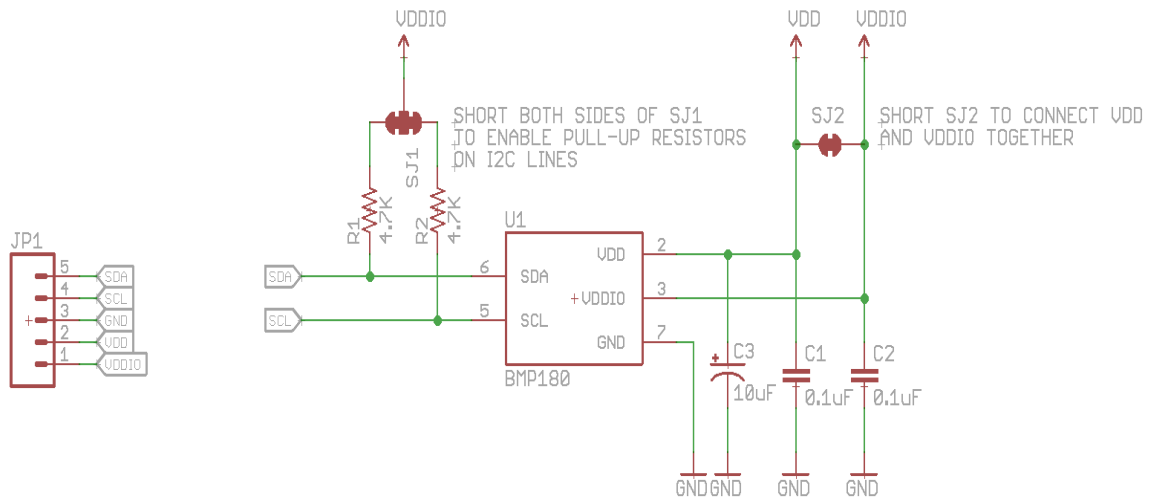 VDDIO
VDD
VDDIO
SHORT BOTH SIDES OF SJ1
TO ENABLE PULL-UP RESISTORS
ON I2C LINES
SJ1
SJ2
SHORT SJ2 TO CONNECT VDD
AND VDDIO TOGETHER
R1
4.7K
R2
4.7K
JP1
5
SDA
4
SCL
3
GND
2
VDD
1
VDDIO
SDA
SCL
U1
6
SDA
5
SCL
VDD
2
VDDIO
3
GND
7
BMP180
C3
10uF
C1
0.1uF
C2
0.1uF
GND
GND
GND
GND